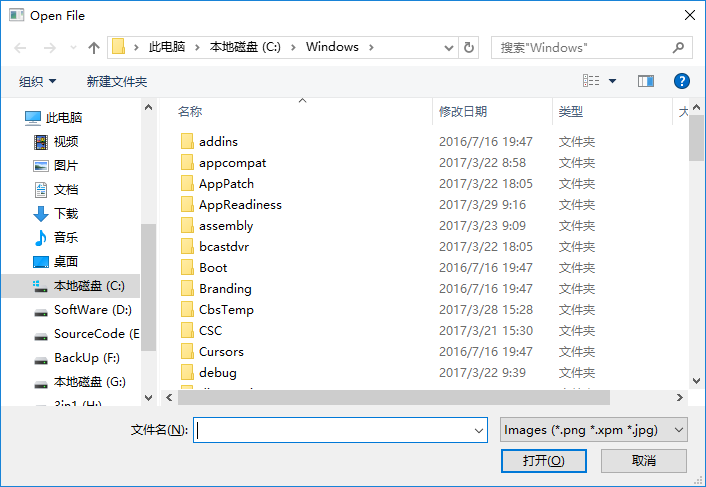 Open File
此电脑 本地磁盘 (C:) Windows
搜索"Windows"
组织 新建文件夹
此电脑
视频
图片
文档
下载
音乐
桌面
本地磁盘 (C:)
SoftWare (D:)
SourceCode (E
BackUp (F:)
本地磁盘 (G:)
3in1 (H:)
名称 修改日期 类型 大
addins 2016/7/16 19:47 文件夹
appcompat 2017/3/22 8:58 文件夹
AppPatch 2017/3/22 18:05 文件夹
AppReadiness 2017/3/29 9:16 文件夹
assembly 2017/3/23 9:09 文件夹
bcastdvr 2017/3/22 18:05 文件夹
Boot 2016/7/16 19:47 文件夹
Branding 2016/7/16 19:47 文件夹
CbsTemp 2017/3/28 15:28 文件夹
CSC 2017/3/21 15:30 文件夹
Cursors 2016/7/16 19:47 文件夹
debug 2017/3/22 9:39 文件夹
文件名(N):
Images (*.png *.xpm *.jpg)
打开(O) 取消